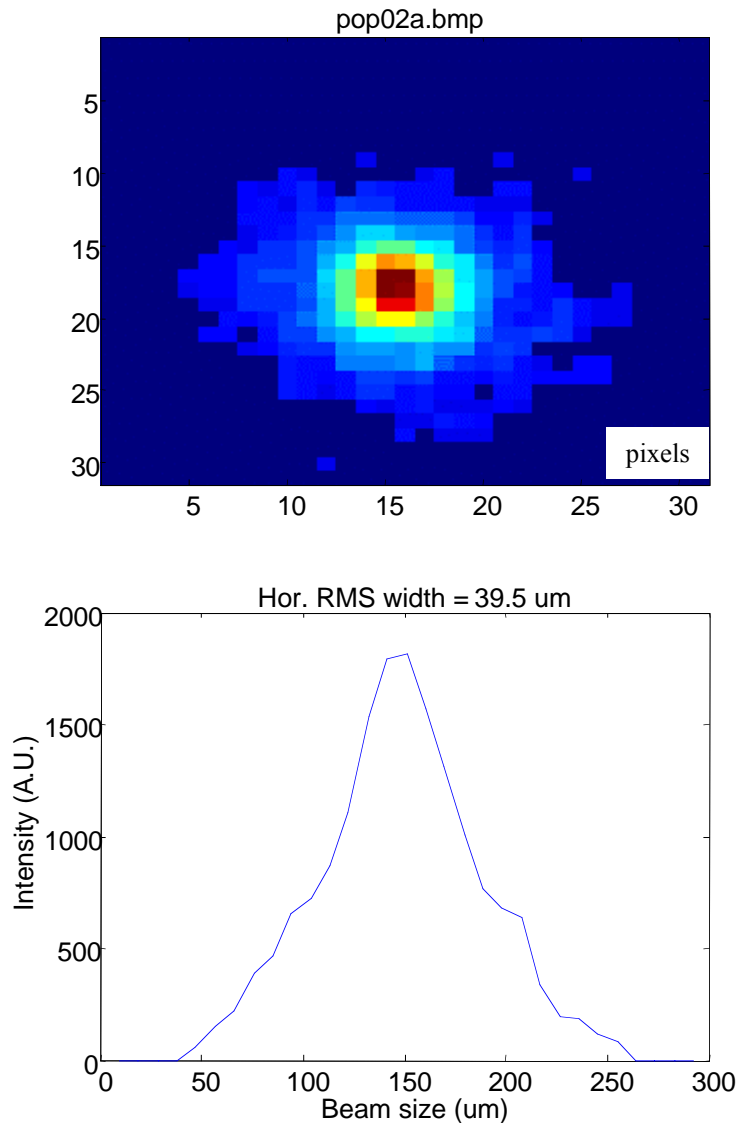 pop02a.bmp
5
10
15
20
25
30
pixels
5 10 15 20 25 30
Hor. RMS width = 39.5 um
2000
1500
1000
500
0
Intensity (A.U.)
0 50 100 150 200 250 300
Beam size (um)